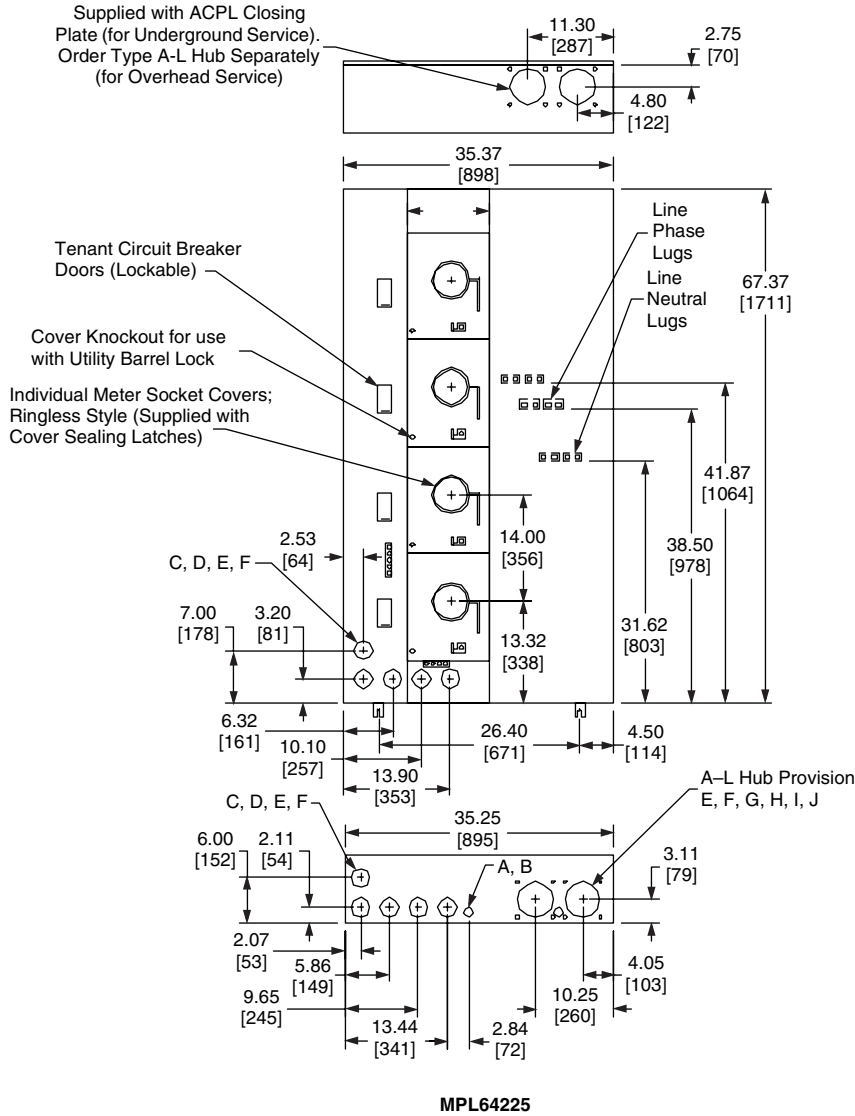 Supplied with ACPL Closing
Plate (for Underground Service).
Order Type A-L Hub Separately
(for Overhead Service)
11.30
[287]
2.75
[70]
4.80
[122]
35.37
[898]
Line
Phase
Lugs
Line
Neutral
Lugs
Tenant Circuit Breaker
Doors (Lockable)
67.37
[1711]
Cover Knockout for use
with Utility Barrel Lock
Individual Meter Socket Covers;
Ringless Style (Supplied with
Cover Sealing Latches)
41.87
[1064]
38.50
[978]
31.62
[803]
14.00
[356]
2.53
[64]
C, D, E, F
7.00
[178]
3.20
[81]
13.32
[338]
6.32
[161]
10.10
[257]
13.90
[353]
26.40
[671]
4.50
[114]
A–L Hub Provision
E, F, G, H, I, J
C, D, E, F
35.25
[895]
6.00
[152]
2.11
[54]
A, B
3.11
[79]
2.07
[53]
5.86
[149]
9.65
[245]
13.44
[341]
2.84
[72]
10.25
[260]
4.05
[103]
MPL64225